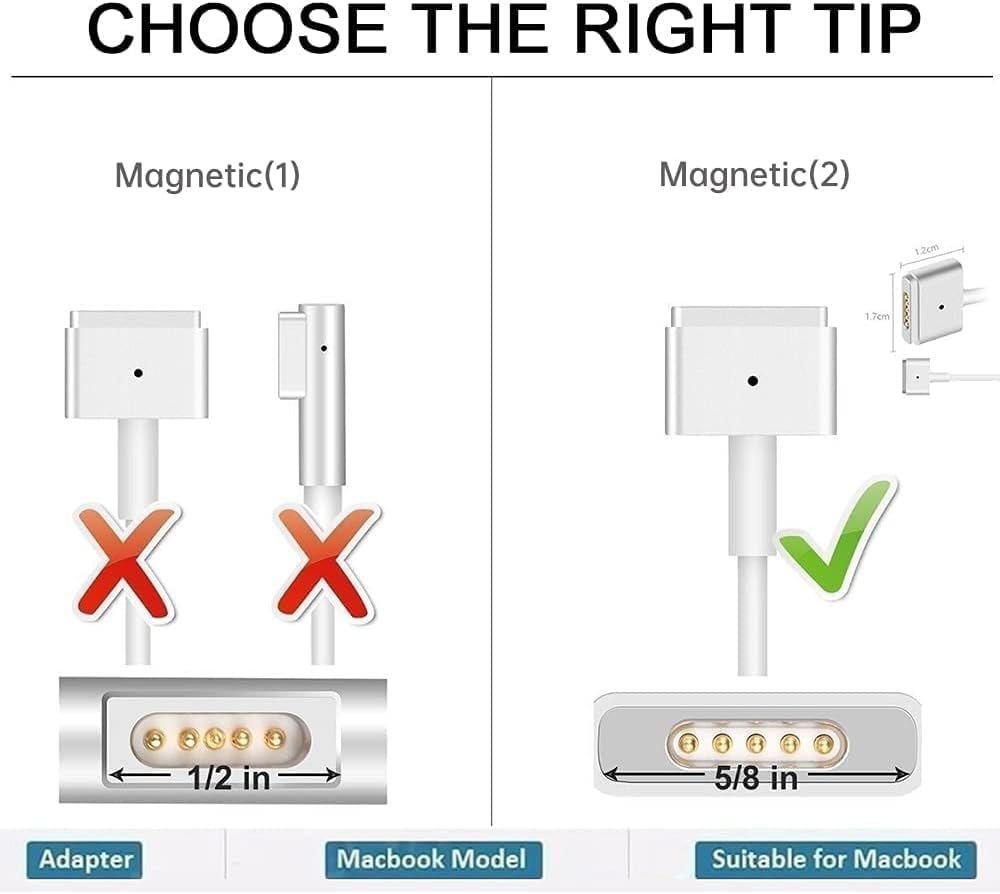 CHOOSE THE RIGHT TIP
Magnetic(1)
Magnetic(2)
1.2cm
1.7cm
1/2 in
5/8 in
Adapter
Macbook Model
Suitable for Macbook